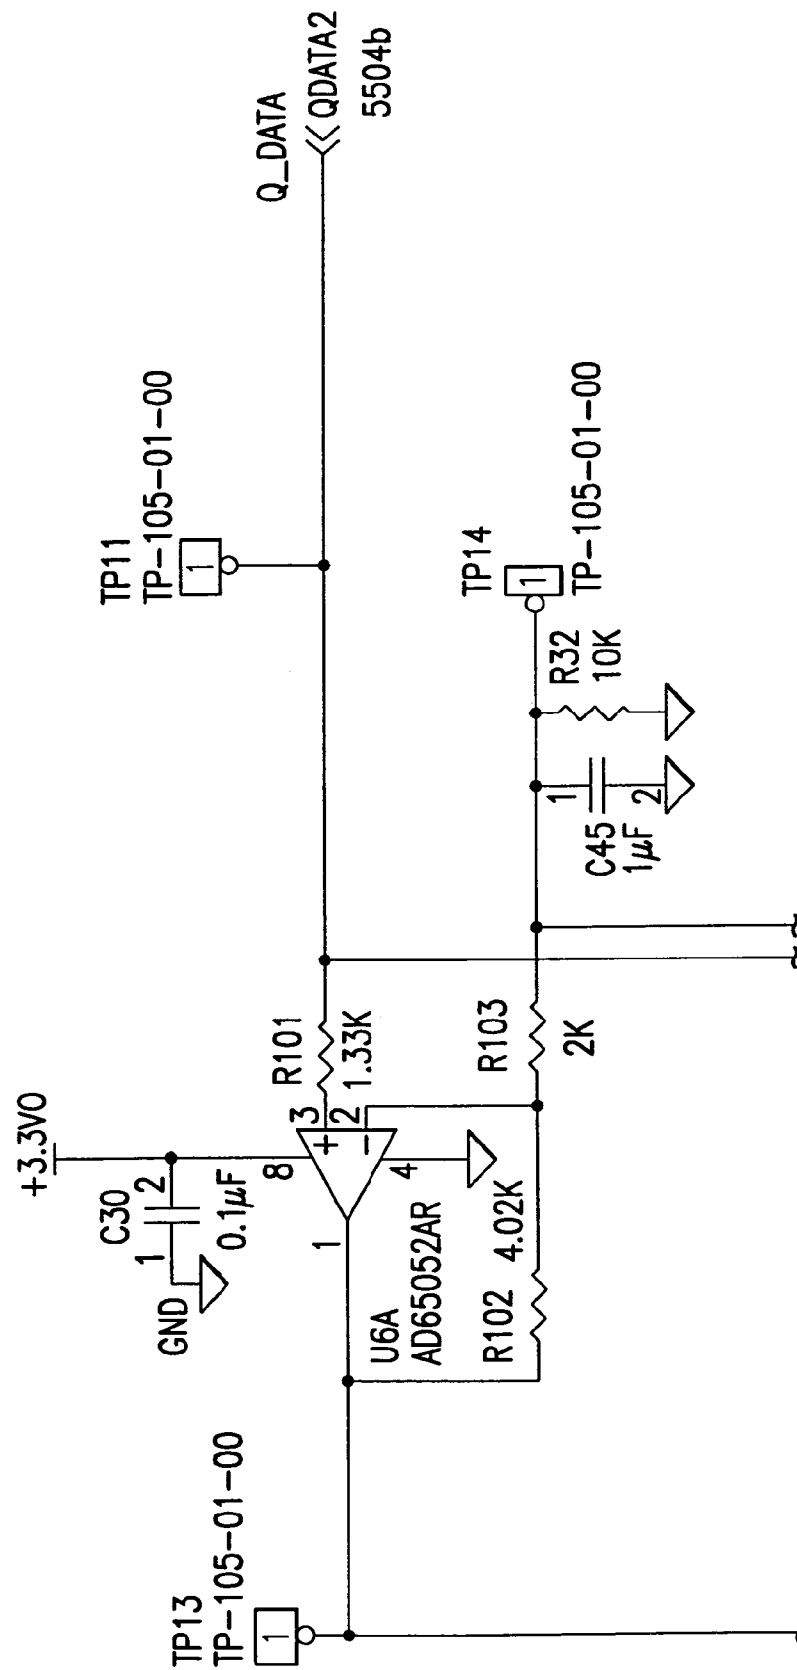 Q_DATA
QDATA2
5504b
TP11
TP-105-01-00
1
TP14
1
TP-105-01-00
R32
10K
1
2
C45
1µF
R101
1.33K
R103
2K
+3.3VO
C30
1
2
0.1µF
GND
8
3
+
2
-
4
1
U6A
AD65052AR
R102
4.02K
TP13
TP-105-01-00
1